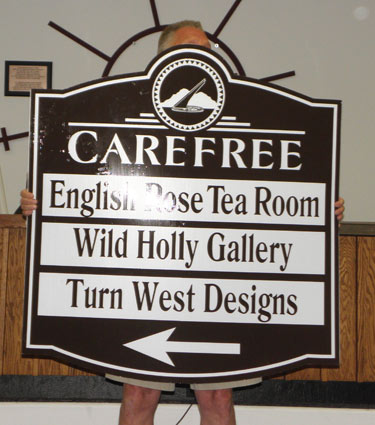 CAREFREE
English Rose Tea Room
Wild Holly Gallery
Turn West Designs